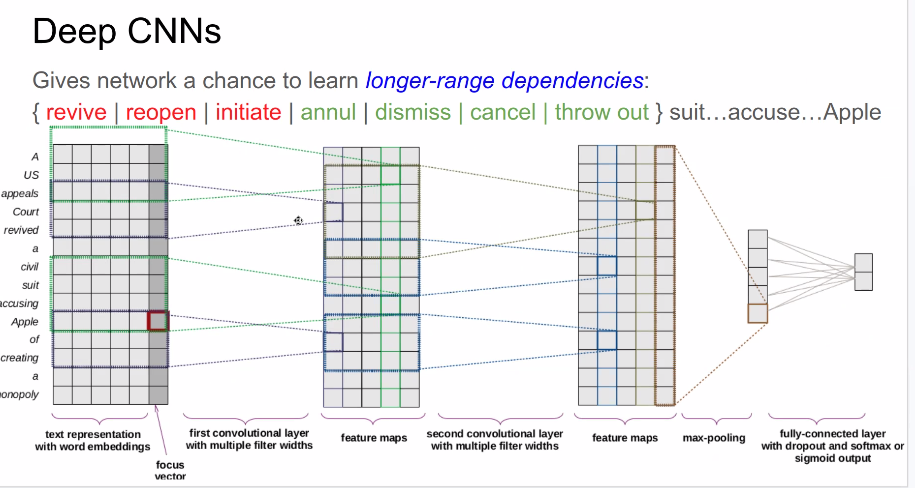 Deep CNNs
Gives network a chance to learn longer-range dependencies:
{ revive | reopen | initiate | annul | dismiss | cancel | throw out } suit…accuse…Apple
A
US
appeals
Court
revived
a
civil
suit
accusing
Apple
of
creating
a
nonopoly
text representation
with word embeddings
focus
vector
first convolutional layer
with multiple filter widths
feature maps
second convolutional layer
with multiple filter widths
feature maps
max-pooling
fully-connected layer
with dropout and softmax or
sigmoid output